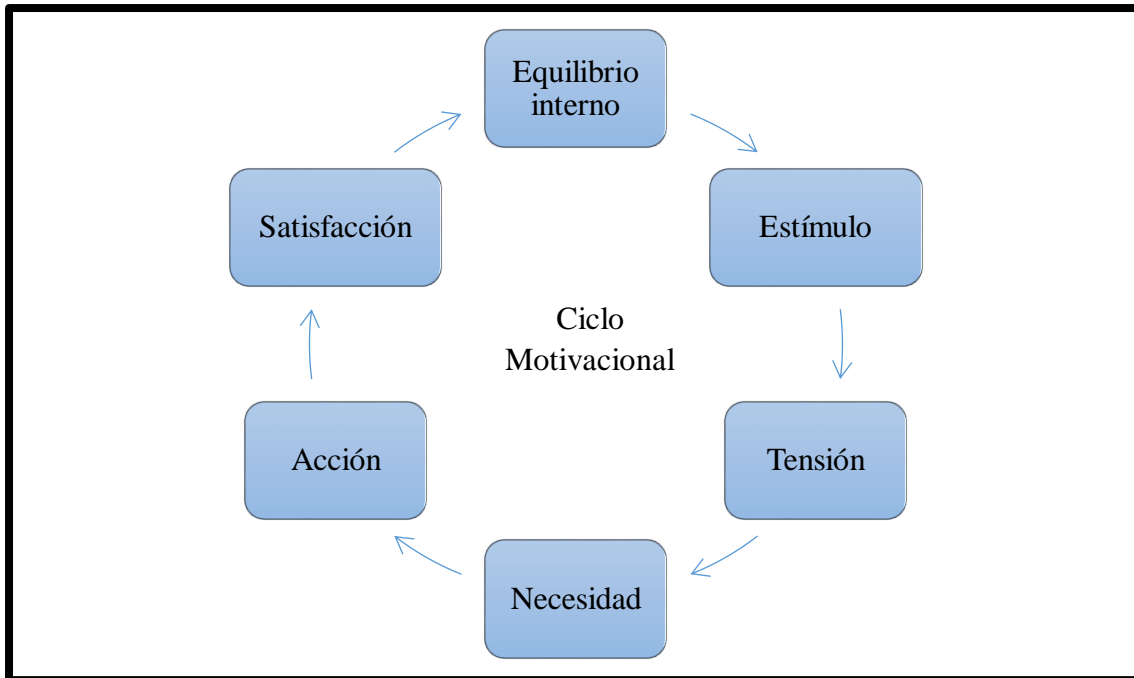 Equilibrio
interno
Estímulo
Tensión
Necesidad
Acción
Satisfacción
Ciclo
Motivacional